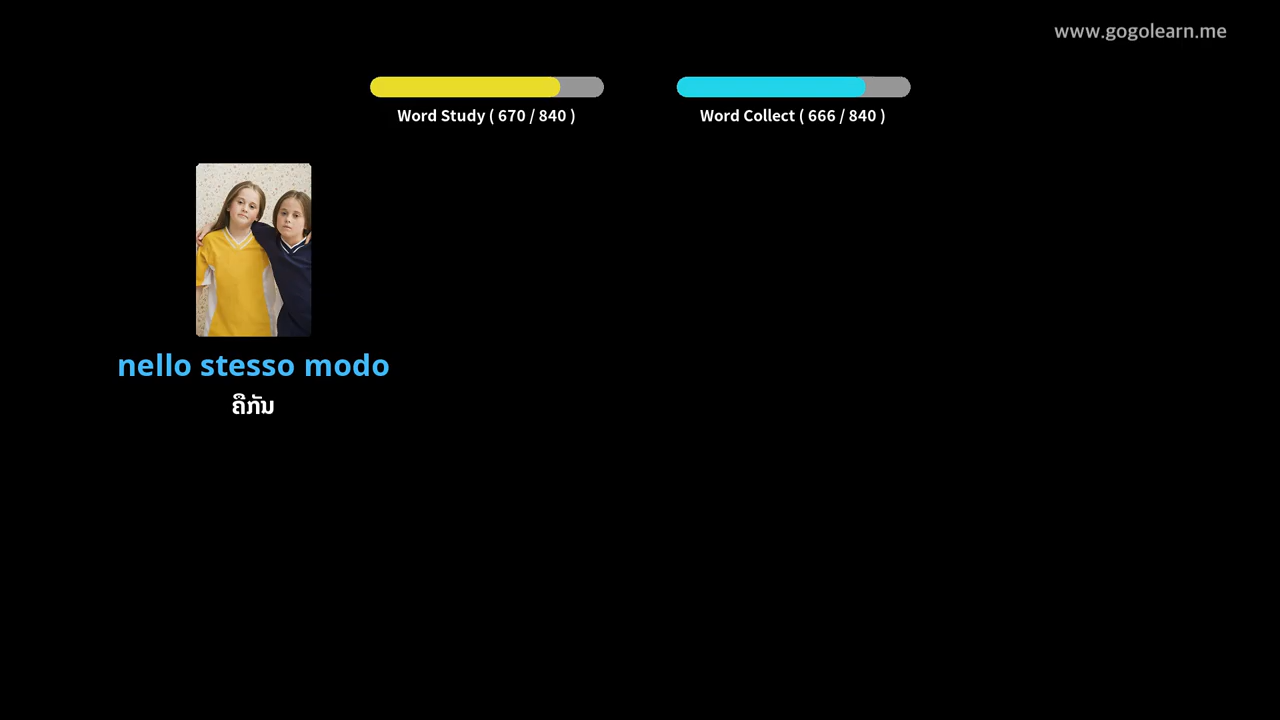 www.gogolearn.me
Word Study ( 670 / 840 )
Word Collect ( 666 / 840 )
nello stesso modo
ຄືກັນ